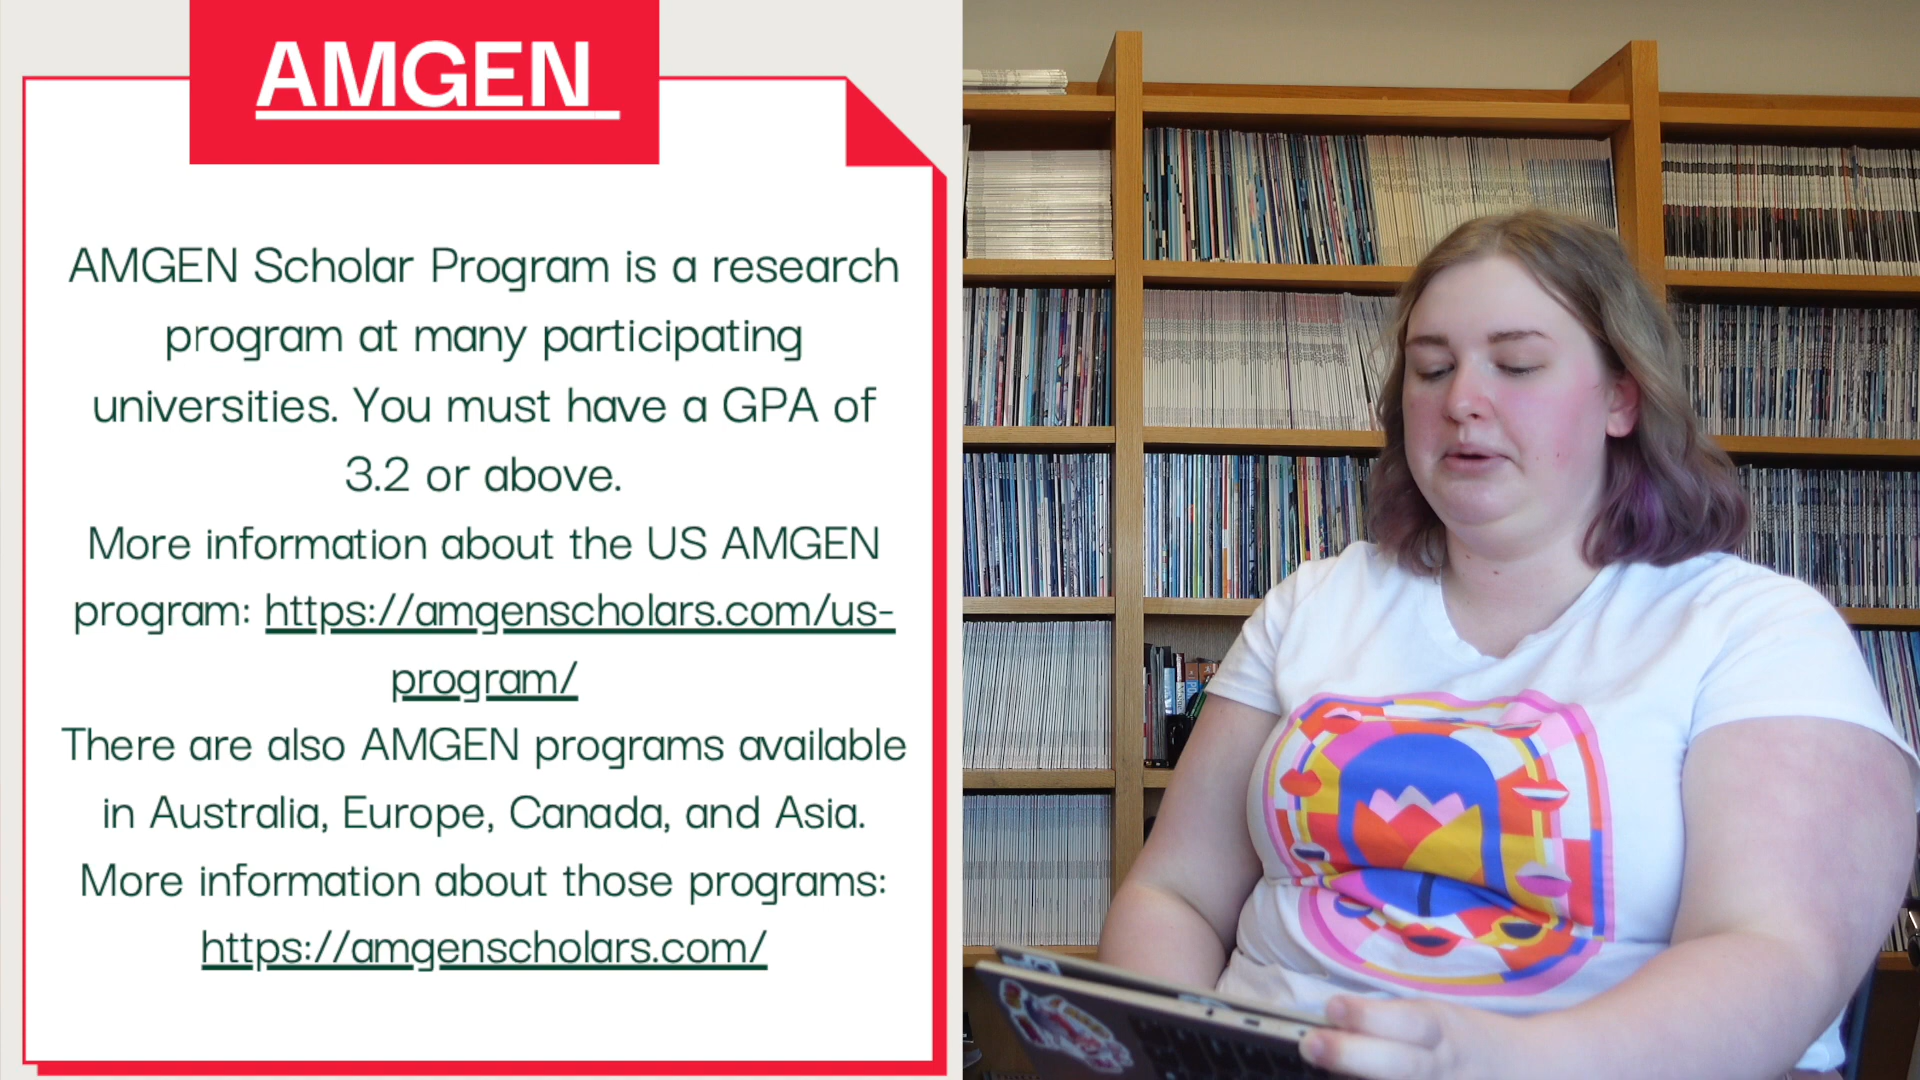 AMGEN
AMGEN Scholar Program is a research
program at many participating
universities. You must have a GPA of
3.2 or above.
More information about the US AMGEN
program: https://amgenscholars.com/us-
program/
There are also AMGEN programs available
in Australia, Europe, Canada, and Asia.
More information about those programs:
https://amgenscholars.com/